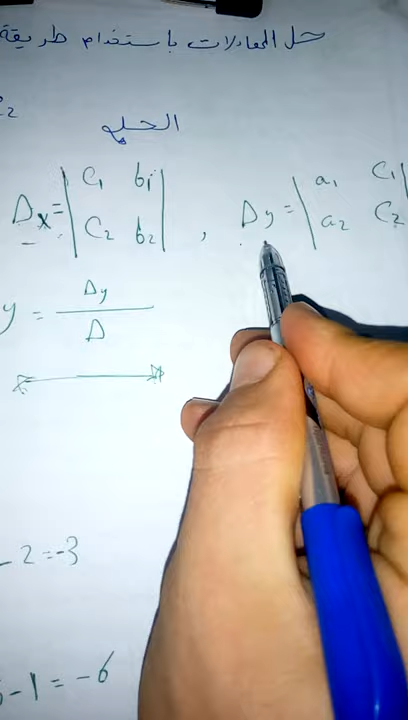 حل المعادلات باستخدام طريقة
2
الحل
Dx = | c₁ b₁ | , Dy = | a₁ c₁ |
| c₂ b₂ | | a₂ c₂ |
y = Dy / D
- 2 = -3
- 1 = -6